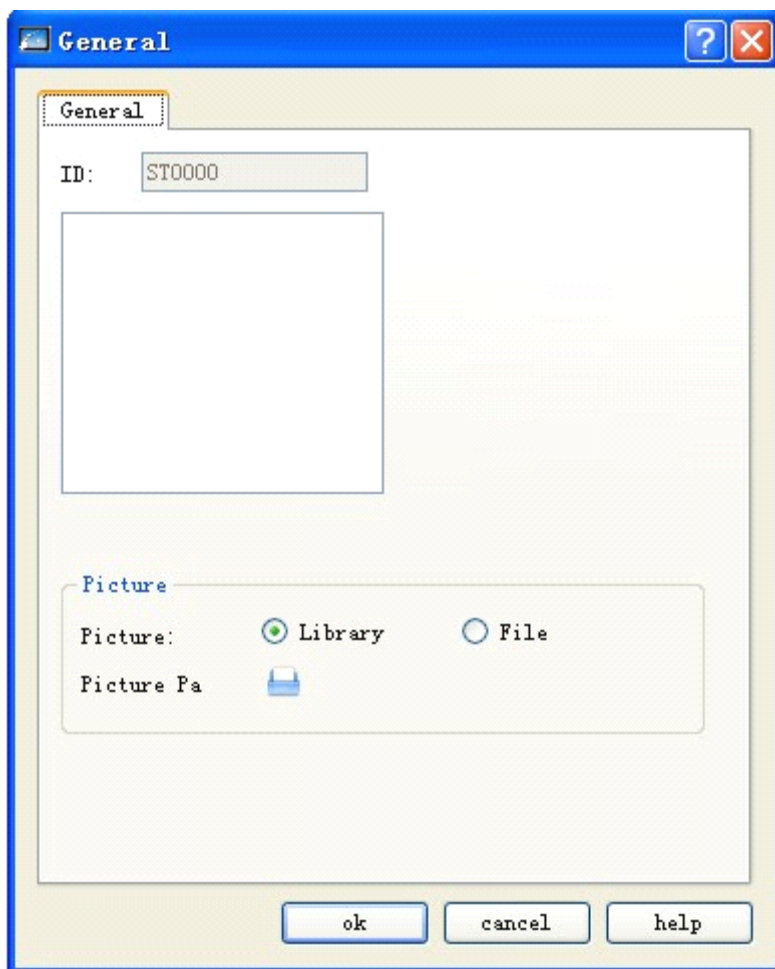 General
General
ID: ST0000
Picture
Picture: Library File
Picture Pa
ok cancel help